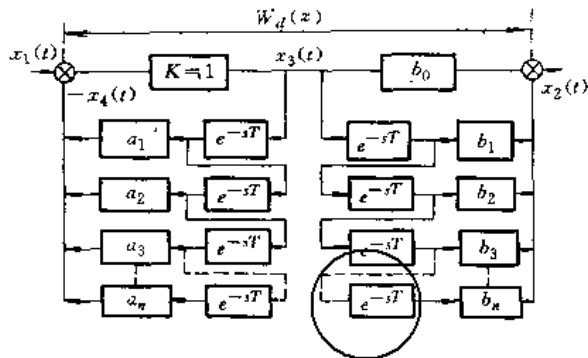 W_d(z)
x_1(t) K=1 x_3(t) b_0 x_2(t)
−x_4(t)
a_1 e^{−sT} e^{−sT} b_1
a_2 e^{−sT} e^{−sT} b_2
a_3 e^{−sT} e^{−sT} b_3
a_n e^{−sT} e^{−sT} b_n